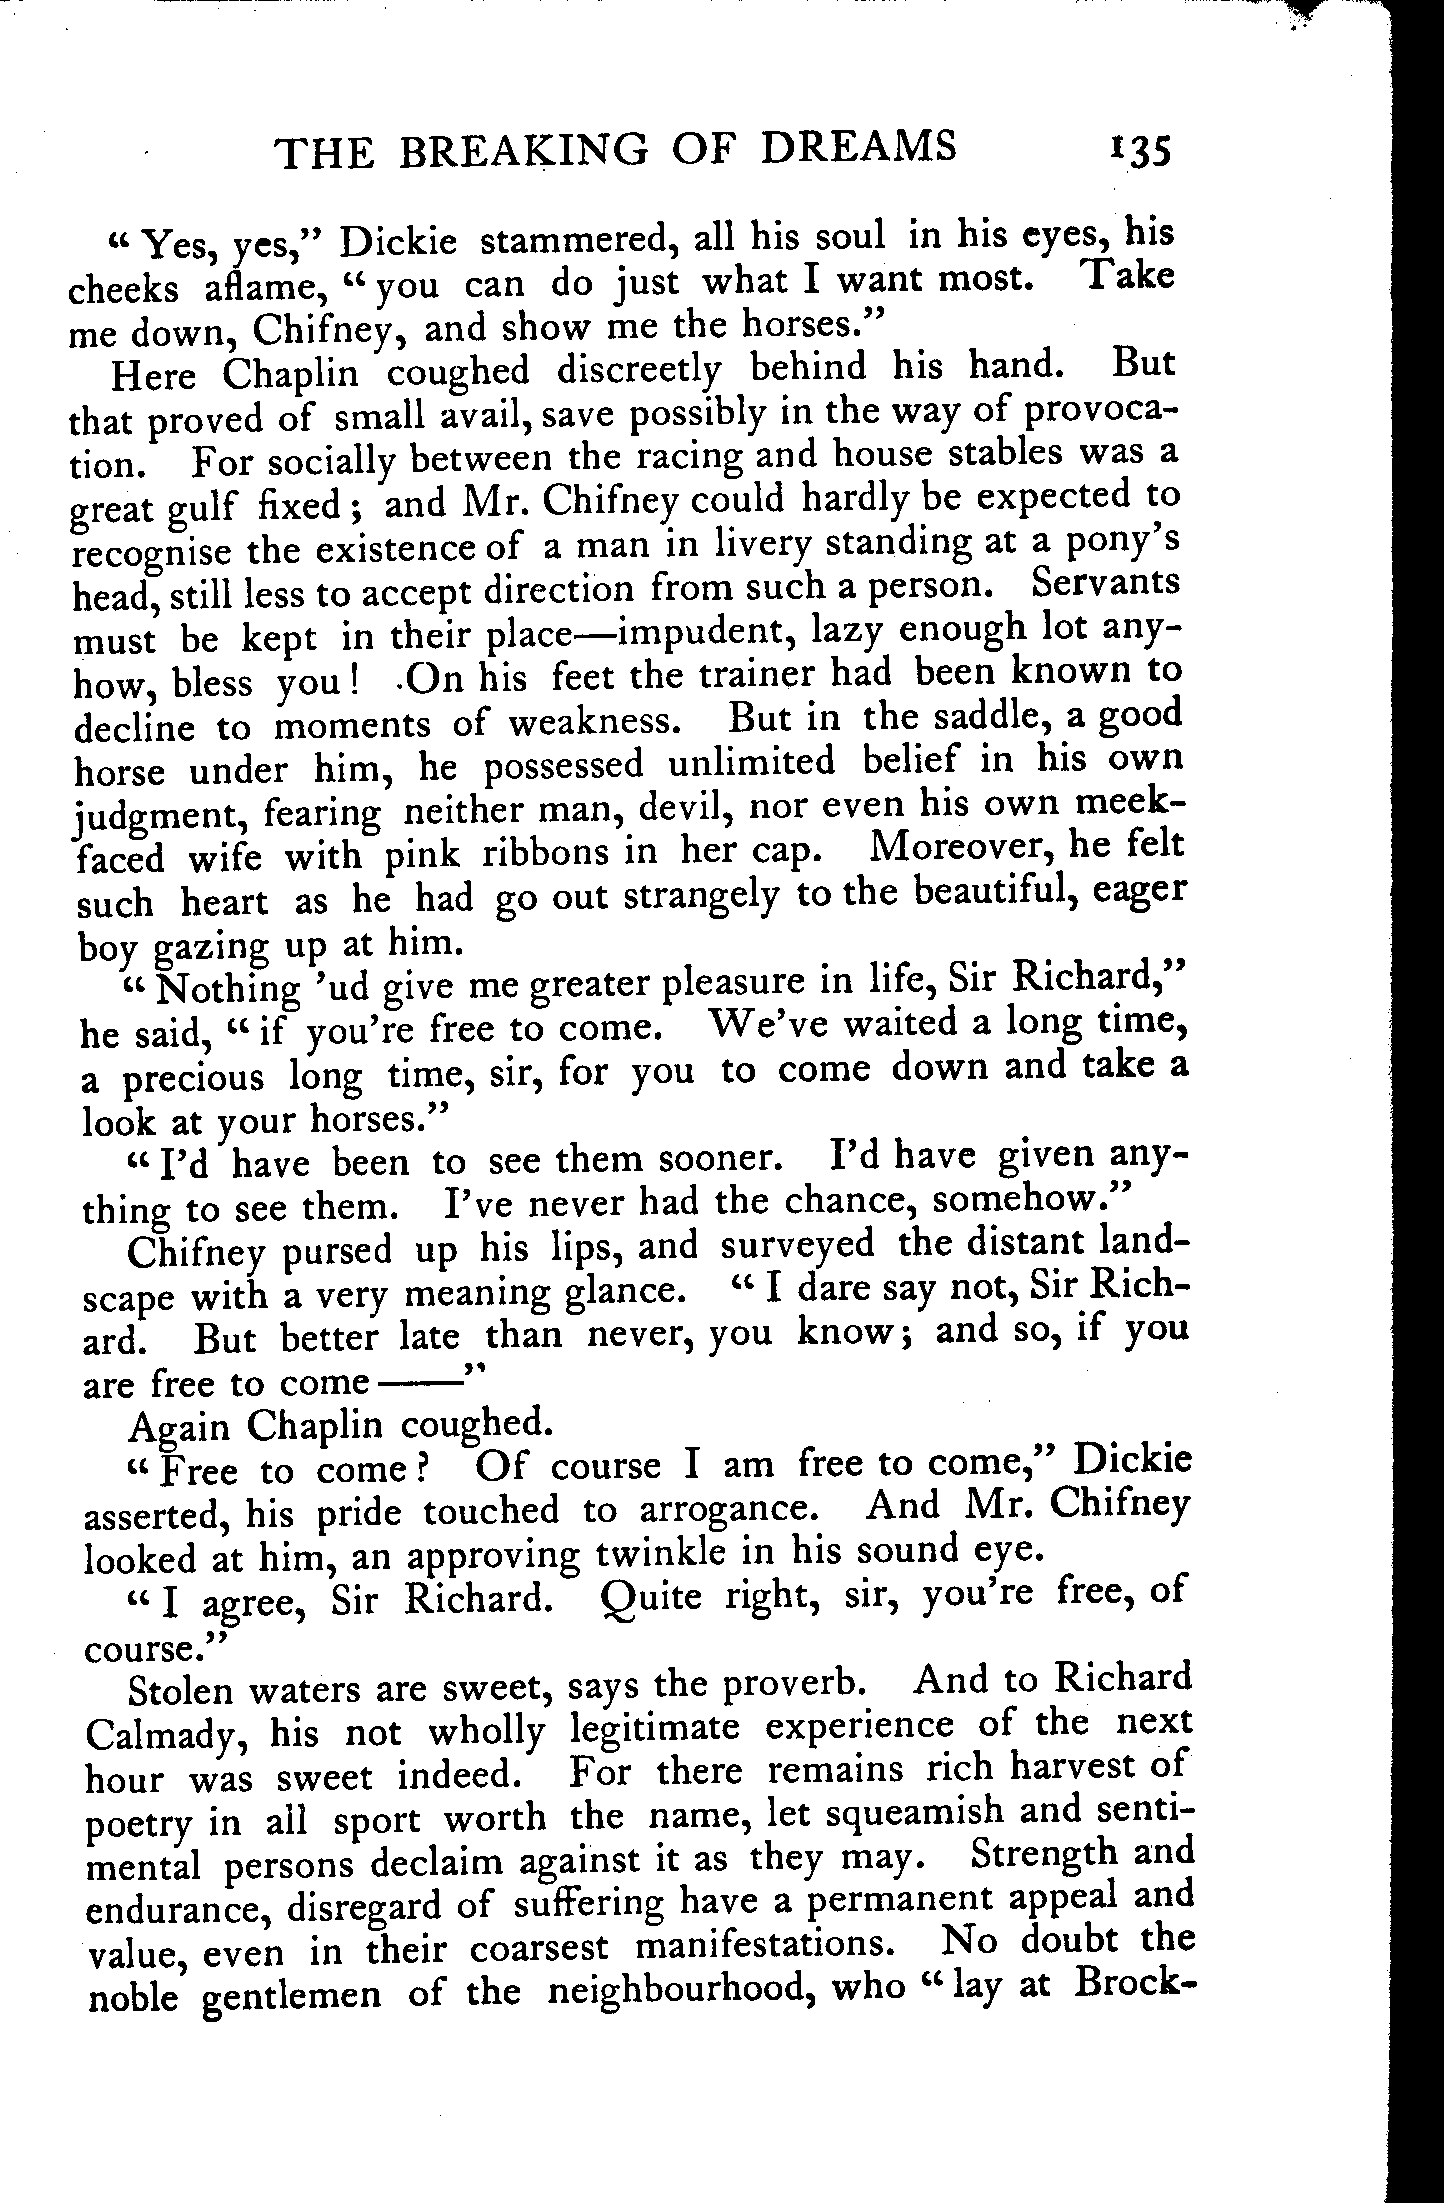 THE BREAKING OF DREAMS 135
" Yes, yes," Dickie stammered, all his soul in his eyes, his
cheeks aflame, " you can do just what I want most. Take
me down, Chifney, and show me the horses."
Here Chaplin coughed discreetly behind his hand. But
that proved of small avail, save possibly in the way of provoca-
tion. For socially between the racing and house stables was a
great gulf fixed ; and Mr. Chifney could hardly be expected to
recognise the existence of a man in livery standing at a pony's
head, still less to accept direction from such a person. Servants
must be kept in their place—impudent, lazy enough lot any-
how, bless you ! On his feet the trainer had been known to
decline to moments of weakness. But in the saddle, a good
horse under him, he possessed unlimited belief in his own
judgment, fearing neither man, devil, nor even his own meek-
faced wife with pink ribbons in her cap. Moreover, he felt
such heart as he had go out strangely to the beautiful, eager
boy gazing up at him.
" Nothing 'ud give me greater pleasure in life, Sir Richard,"
he said, " if you're free to come. We've waited a long time,
a precious long time, sir, for you to come down and take a
look at your horses."
" I'd have been to see them sooner. I'd have given any-
thing to see them. I've never had the chance, somehow."
Chifney pursed up his lips, and surveyed the distant land-
scape with a very meaning glance. " I dare say not, Sir Rich-
ard. But better late than never, you know ; and so, if you
are free to come ——"
Again Chaplin coughed.
" Free to come ? Of course I am free to come," Dickie
asserted, his pride touched to arrogance. And Mr. Chifney
looked at him, an approving twinkle in his sound eye.
" I agree, Sir Richard. Quite right, sir, you're free, of
course."
Stolen waters are sweet, says the proverb. And to Richard
Calmady, his not wholly legitimate experience of the next
hour was sweet indeed. For there remains rich harvest of
poetry in all sport worth the name, let squeamish and senti-
mental persons declaim against it as they may. Strength and
endurance, disregard of suffering have a permanent appeal and
value, even in their coarsest manifestations. No doubt the
noble gentlemen of the neighbourhood, who " lay at Brock-